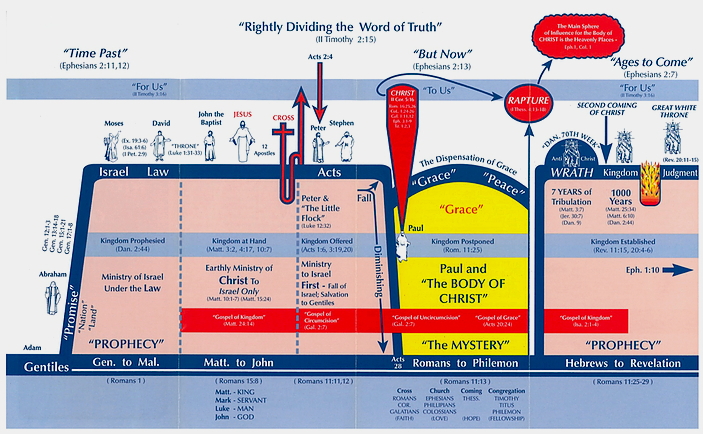 "Rightly Dividing the Word of Truth"
(II Timothy 2:15)
The Main Sphere
of Influence for the Body of
CHRIST is the Heavenly Places -
Eph.1, Col. 1
"Time Past"
(Ephesians 2:11,12)
Acts 2:4
"But Now"
(Ephesians 2:13)
"Ages to Come"
(Ephesians 2:7)
"For Us"
(II Timothy 3:16)
"To Us"
"For Us"
(II Timothy 3:16)
CHRIST
II Cor. 5:16
RAPTURE
(I Thess. 4:13-18)
SECOND COMING
OF CHRIST
GREAT WHITE
THRONE
(Rev. 20:11-15)
Moses
(Ex. 19:3-6)
(Isa. 61:6)
(I Pet. 2:9)
David
"THRONE"
(Luke 1:31-33)
John the
Baptist
JESUS
12
Apostles
CROSS
Peter
Stephen
"DAN. 70TH WEEK"
Anti Christ
The Dispensation of Grace
Israel Law
Acts
"Grace" "Peace"
WRATH
Kingdom
Judgment
Gen. 12:1-3
Gen. 13:14-18
Gen. 15:1-21
Gen. 17:1-8
Abraham
Adam
"Promise"
"Nation"
"Land"
Kingdom Prophesied
(Dan. 2:44)
Ministry of Israel
Under the Law
"PROPHECY"
Kingdom at Hand
(Matt. 3:2, 4:17, 10:7)
Earthly Ministry of
Christ To
Israel Only
(Matt. 10:1-7) (Matt. 15:24)
"Gospel of Kingdom"
(Matt. 24:14)
Peter &
"The Little
Flock"
(Luke 12:32)
Fall
Diminishing
Kingdom Offered
(Acts 1:6, 3:19,20)
Ministry
to Israel
First - Fall of
Israel; Salvation
to Gentiles
"Gospel of
Circumcision"
(Gal. 2:7)
Paul
"Grace"
Kingdom Postponed
(Rom. 11:25)
Paul and
"The BODY OF
CHRIST"
"Gospel of Uncircumcision"
(Gal. 2:7)
"Gospel of Grace"
(Acts 20:24)
"The MYSTERY"
7 YEARS of
Tribulation
(Matt. 3:7)
(Jer. 30:7)
(Dan. 9)
1000
Years
(Matt. 25:34)
(Matt. 6:10)
(Dan. 2:44)
Kingdom Established
(Rev. 11:15, 20:4-6)
Eph. 1:10
"Gospel of Kingdom"
(Isa. 2:1-4)
"PROPHECY"
Gentiles
Gen. to Mal.
Matt. to John
Acts
28
Romans to Philemon
Hebrews to Revelation
( Romans 1 )
( Romans 15:8 )
( Romans 11:11,12 )
( Romans 11:13 )
( Romans 11:25-29 )
Matt. - KING
Mark - SERVANT
Luke - MAN
John - GOD
Cross
ROMANS
COR.
GALATIANS
(FAITH)
Church
EPHESIANS
PHILLIPIANS
COLOSSIANS
(LOVE)
Coming
THESS.
(HOPE)
Congregation
TIMOTHY
TITUS
PHILEMON
(FELLOWSHIP)